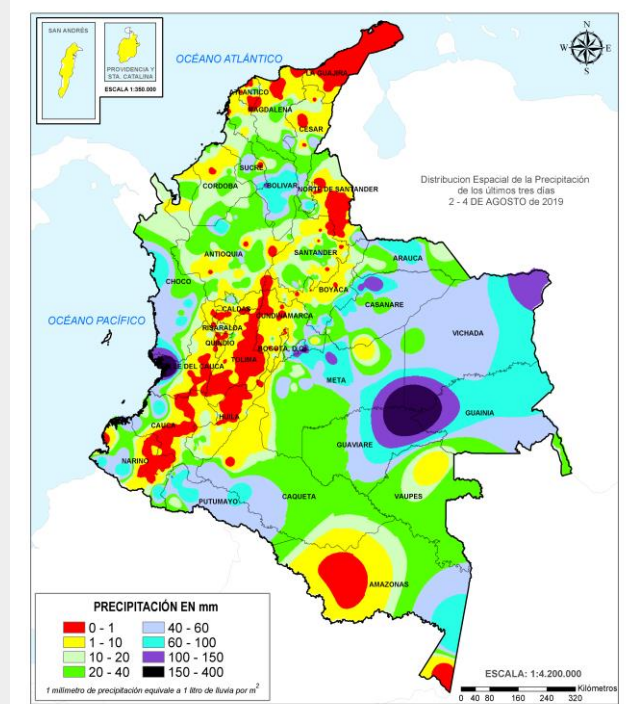 SAN ANDRÉS
PROVIDENCIA Y
STA. CATALINA
ESCALA 1:350.000
OCÉANO ATLÁNTICO
N
W E
S
LA GUAJIRA
ATLANTICO
MAGDALENA
CESAR
SUCRE
CORDOBA
BOLIVAR
NORTE DE SANTANDER
Distribucion Espacial de la Precipitación
de los últimos tres días
2 - 4 DE AGOSTO de 2019
ANTIOQUIA
SANTANDER
ARAUCA
CHOCO
BOYACA
CASANARE
OCÉANO PACÍFICO
CALDAS
CUNDINAMARCA
VICHADA
RISARALDA
QUINDIO
BOGOTA, D.C.
TOLIMA
DEL CAUCA
META
GUAINIA
HUILA
CAUCA
GUAVIARE
NARIÑO
CAQUETA
VAUPES
PUTUMAYO
AMAZONAS
PRECIPITACIÓN EN mm
0 - 1 40 - 60
1 - 10 60 - 100
10 - 20 100 - 150
20 - 40 150 - 400
1 milímetro de precipitación equivale a 1 litro de lluvia por m²
ESCALA: 1:4.200.000
Kilómetros
0 40 80 160 240 320